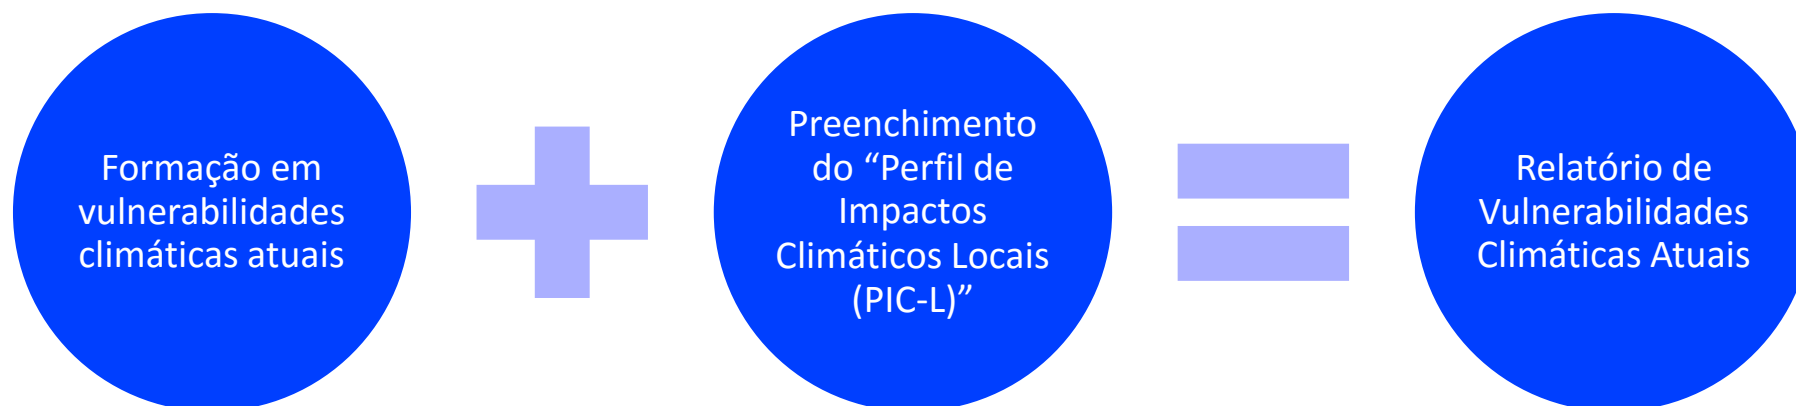 Formação em
vulnerabilidades
climáticas atuais
Preenchimento
do “Perfil de
Impactos
Climáticos Locais
(PIC-L)”
Relatório de
Vulnerabilidades
Climáticas Atuais